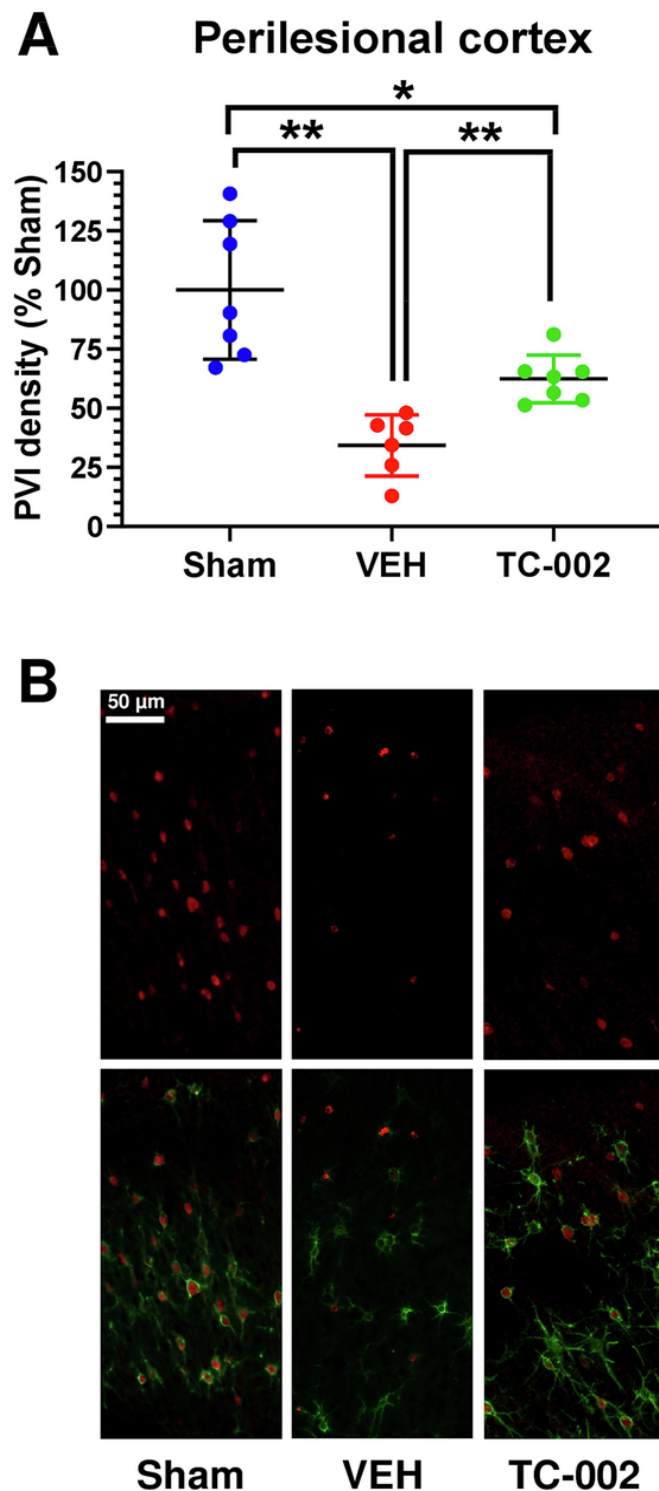 A
Perilesional cortex
*
**
**
PVI density (% Sham)
150
125
100
75
50
25
0
Sham
VEH
TC-002
B
50 µm
Sham
VEH
TC-002